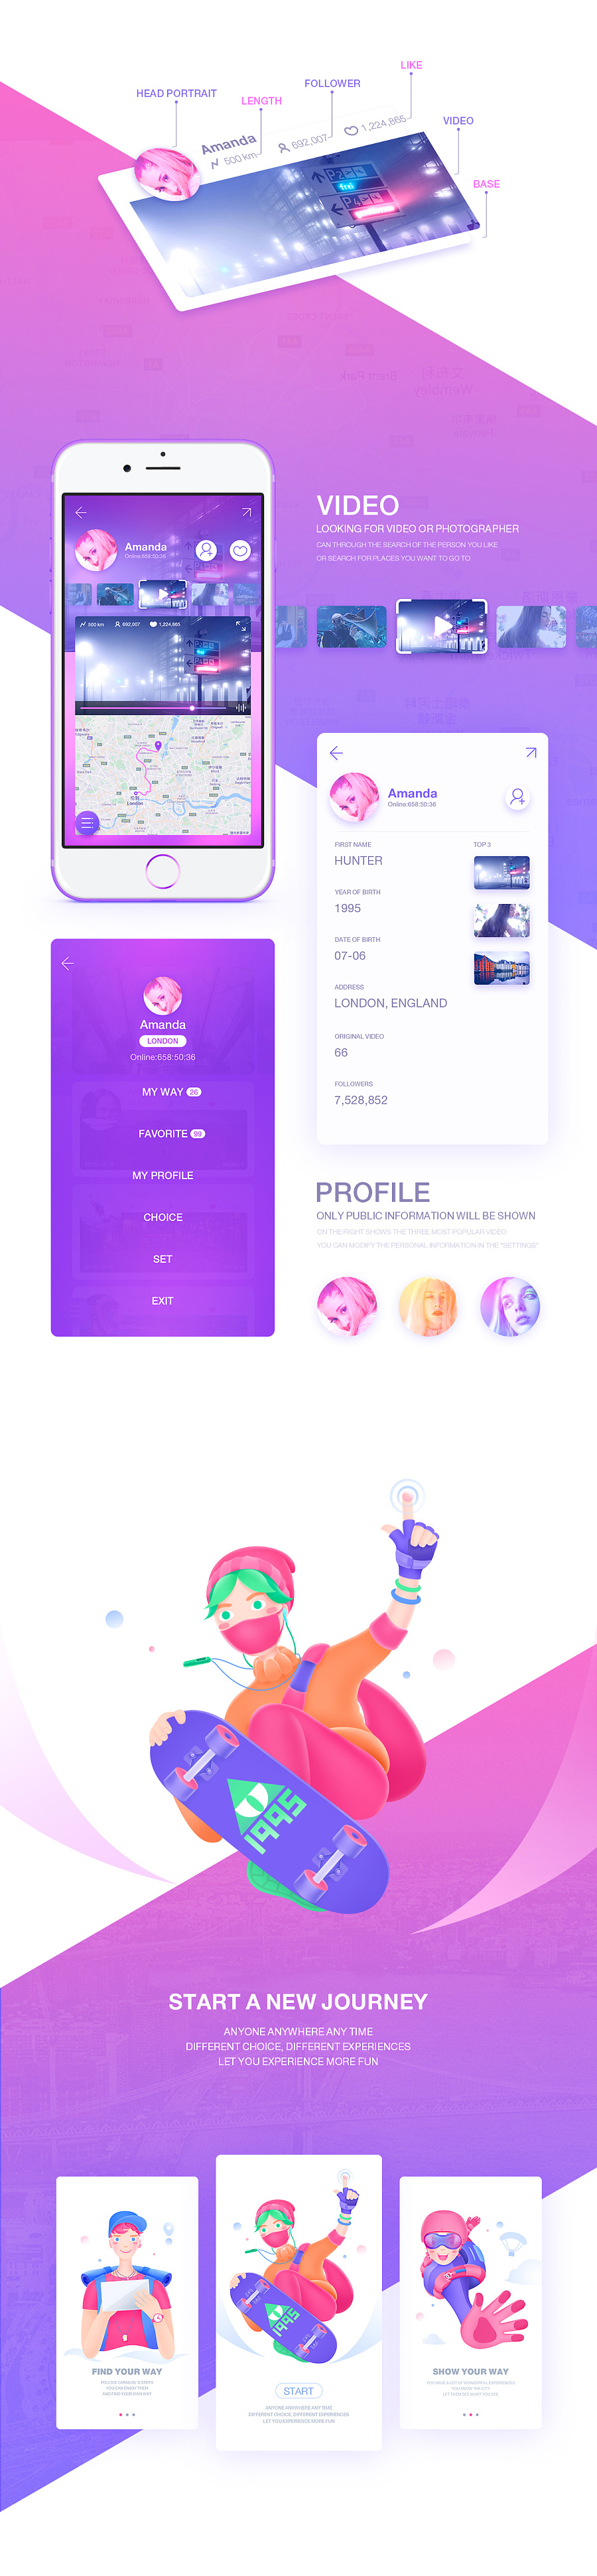 LIKE
FOLLOWER
HEAD PORTRAIT
LENGTH
VIDEO
BASE
Amanda
500 km
692,007
1,224,865
P2
P4
VIDEO
LOOKING FOR VIDEO OR PHOTOGRAPHER
CAN THROUGH THE SEARCH OF THE PERSON YOU LIKE
OR SEARCH FOR PLACES YOU WANT TO GO TO
Amanda
Online:658:50:36
500 km
692,007
1,224,865
London
Amanda
Online:658:50:36
FIRST NAME
HUNTER
TOP 3
YEAR OF BIRTH
1995
DATE OF BIRTH
07-06
ADDRESS
LONDON, ENGLAND
ORIGINAL VIDEO
66
FOLLOWERS
7,528,852
Amanda
LONDON
Online:658:50:36
MY WAY 26
FAVORITE 99
MY PROFILE
CHOICE
SET
EXIT
PROFILE
ONLY PUBLIC INFORMATION WILL BE SHOWN
ON THE RIGHT SHOWS THE THREE MOST POPULAR VIDEO
YOU CAN MODIFY THE PERSONAL INFORMATION IN THE "SETTINGS"
1995
START A NEW JOURNEY
ANYONE ANYWHERE ANY TIME
DIFFERENT CHOICE, DIFFERENT EXPERIENCES
LET YOU EXPERIENCE MORE FUN
FIND YOUR WAY
1995
START
ANYONE ANYWHERE ANY TIME
DIFFERENT CHOICE, DIFFERENT EXPERIENCES
LET YOU EXPERIENCE MORE FUN
SHOW YOUR WAY